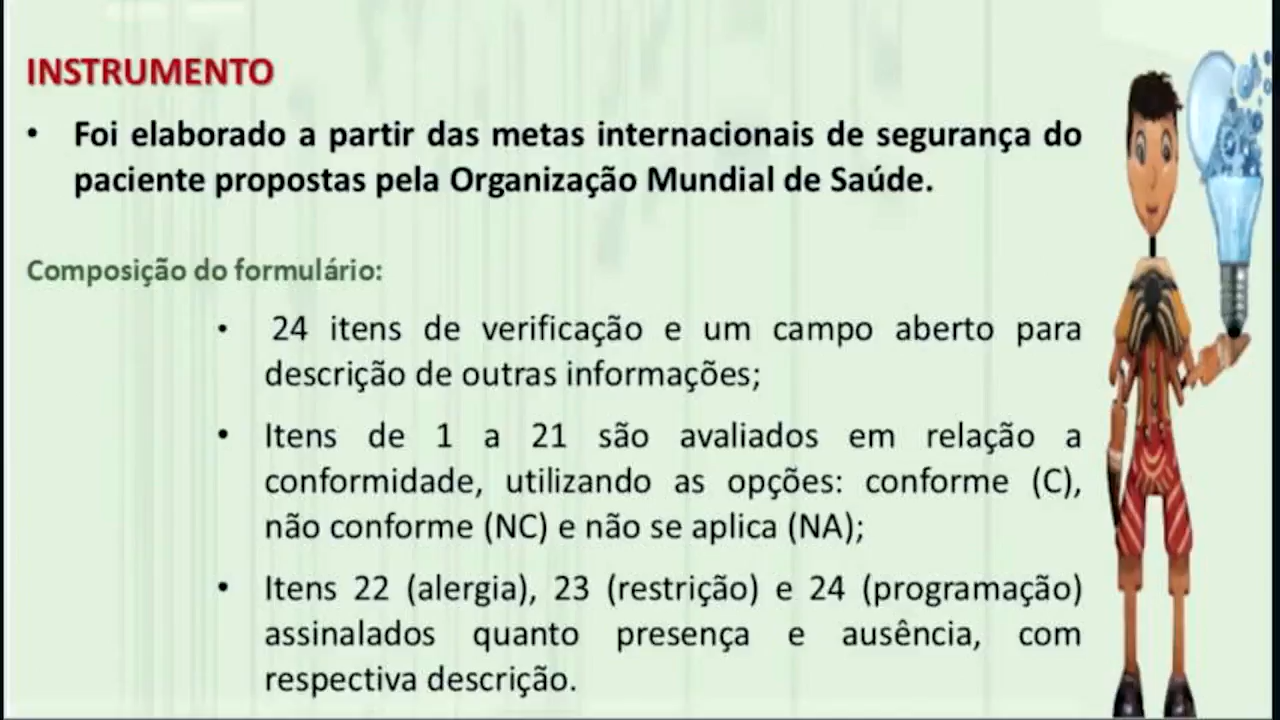 INSTRUMENTO
• Foi elaborado a partir das metas internacionais de segurança do
paciente propostas pela Organização Mundial de Saúde.
Composição do formulário:
• 24 itens de verificação e um campo aberto para
descrição de outras informações;
• Itens de 1 a 21 são avaliados em relação a
conformidade, utilizando as opções: conforme (C),
não conforme (NC) e não se aplica (NA);
• Itens 22 (alergia), 23 (restrição) e 24 (programação)
assinalados quanto presença e ausência, com
respectiva descrição.